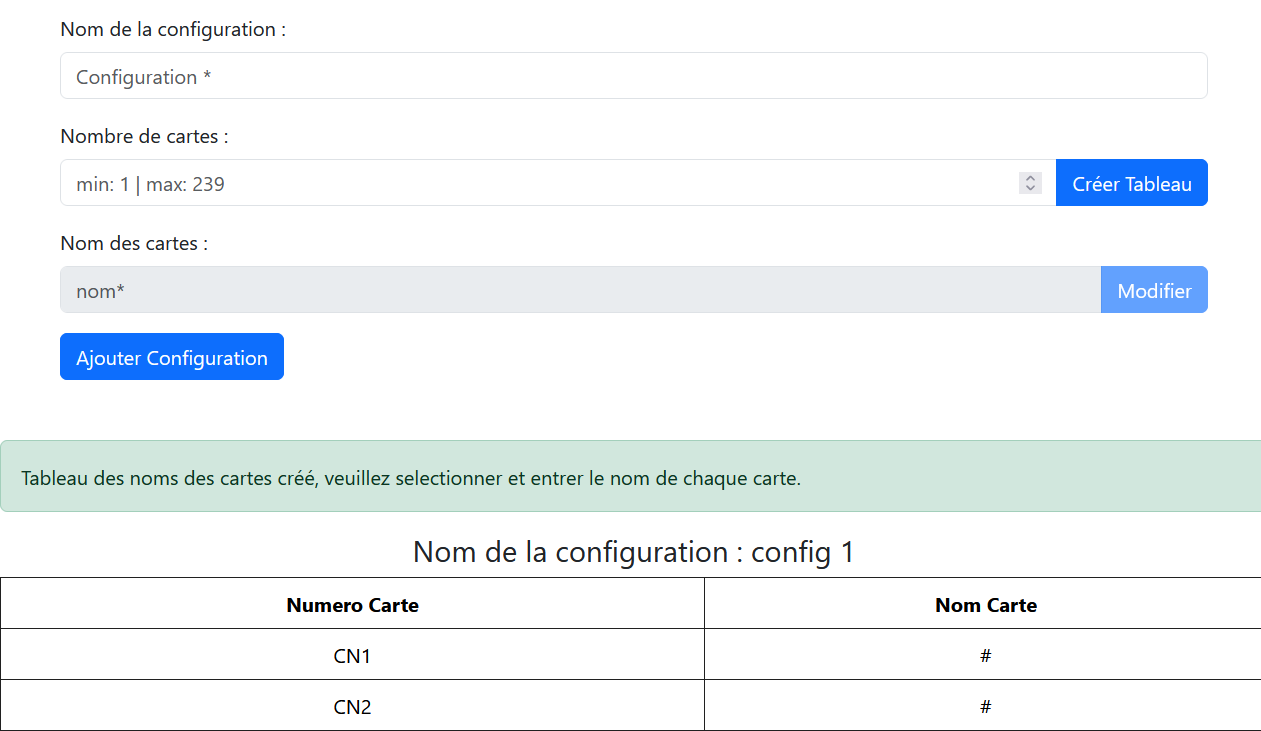 Nom de la configuration :
Configuration *
Nombre de cartes :
min: 1 | max: 239
Créer Tableau
Nom des cartes :
nom*
Modifier
Ajouter Configuration
Tableau des noms des cartes créé, veuillez selectionner et entrer le nom de chaque carte.
Nom de la configuration : config 1
Numero Carte
Nom Carte
CN1
#
CN2
#